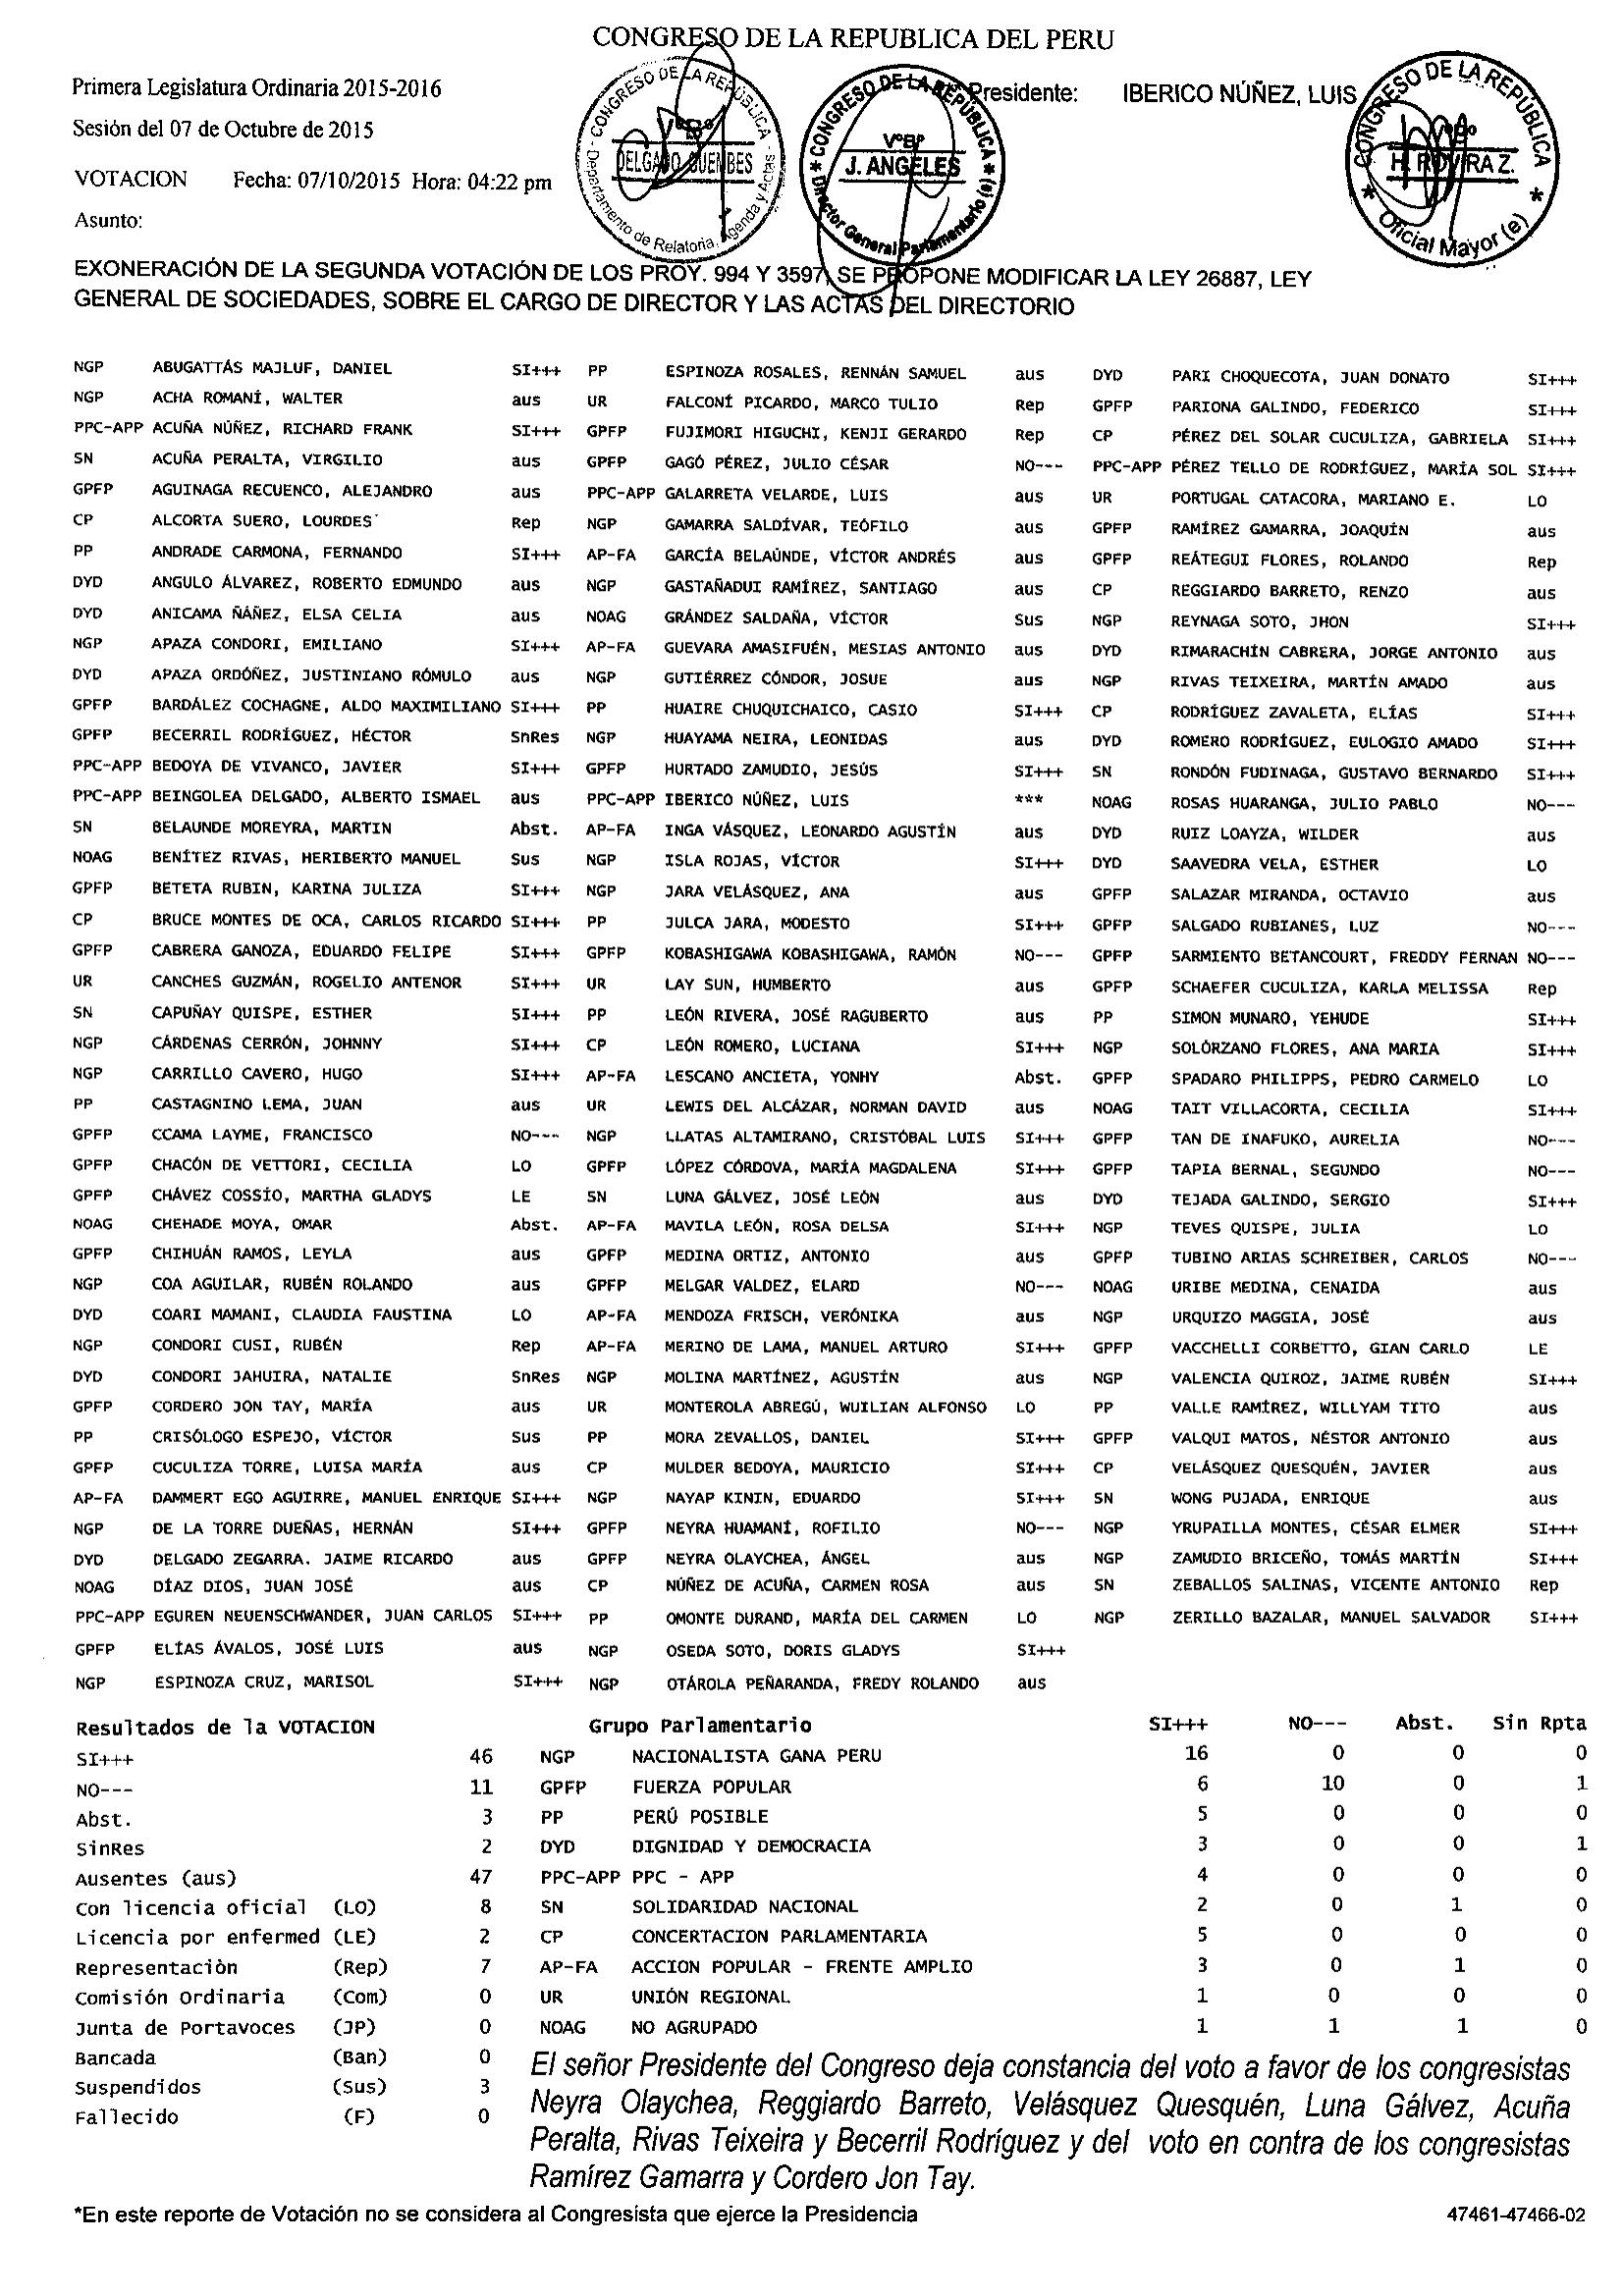 CONGRESO DE LA REPUBLICA DEL PERU
Primera Legislatura Ordinaria 2015-2016
Presidente: IBERICO NÚÑEZ, LUIS
Sesión del 07 de Octubre de 2015
VOTACION Fecha: 07/10/2015 Hora: 04:22 pm
Asunto:
CONGRESO DE LA REPÚBLICA - Departamento de Relatoria, Agenda y Actas -
VºBº
DELGADO GUEMBES
CONGRESO DE LA REPÚBLICA * Director General Parlamentario (e) *
VºBº
J. ANGELES
CONGRESO DE LA REPÚBLICA * Oficial Mayor (e) *
VºBº
H. ROVIRA Z.
EXONERACIÓN DE LA SEGUNDA VOTACIÓN DE LOS PROY. 994 Y 3597, SE PROPONE MODIFICAR LA LEY 26887, LEY
GENERAL DE SOCIEDADES, SOBRE EL CARGO DE DIRECTOR Y LAS ACTAS DEL DIRECTORIO
NGP ABUGATTÁS MAJLUF, DANIEL SI+++ PP ESPINOZA ROSALES, RENNÁN SAMUEL aus DYD PARI CHOQUECOTA, JUAN DONATO SI+++
NGP ACHA ROMANÍ, WALTER aus UR FALCONÍ PICARDO, MARCO TULIO Rep GPFP PARIONA GALINDO, FEDERICO SI+++
PPC-APP ACUÑA NÚÑEZ, RICHARD FRANK SI+++ GPFP FUJIMORI HIGUCHI, KENJI GERARDO Rep CP PÉREZ DEL SOLAR CUCULIZA, GABRIELA SI+++
SN ACUÑA PERALTA, VIRGILIO aus GPFP GAGÓ PÉREZ, JULIO CÉSAR NO--- PPC-APP PÉREZ TELLO DE RODRÍGUEZ, MARÍA SOL SI+++
GPFP AGUINAGA RECUENCO, ALEJANDRO aus PPC-APP GALARRETA VELARDE, LUIS aus UR PORTUGAL CATACORA, MARIANO E. LO
CP ALCORTA SUERO, LOURDES Rep NGP GAMARRA SALDÍVAR, TEÓFILO aus GPFP RAMÍREZ GAMARRA, JOAQUÍN aus
PP ANDRADE CARMONA, FERNANDO SI+++ AP-FA GARCÍA BELAÚNDE, VÍCTOR ANDRÉS aus GPFP REÁTEGUI FLORES, ROLANDO Rep
DYD ANGULO ÁLVAREZ, ROBERTO EDMUNDO aus NGP GASTAÑADUI RAMÍREZ, SANTIAGO aus CP REGGIARDO BARRETO, RENZO aus
DYD ANICAMA ÑÁÑEZ, ELSA CELIA aus NOAG GRÁNDEZ SALDAÑA, VÍCTOR Sus NGP REYNAGA SOTO, JHON SI+++
NGP APAZA CONDORI, EMILIANO SI+++ AP-FA GUEVARA AMASIFUÉN, MESIAS ANTONIO aus DYD RIMARACHÍN CABRERA, JORGE ANTONIO aus
DYD APAZA ORDÓÑEZ, JUSTINIANO RÓMULO aus NGP GUTIÉRREZ CÓNDOR, JOSUE aus NGP RIVAS TEIXEIRA, MARTÍN AMADO aus
GPFP BARDÁLEZ COCHAGNE, ALDO MAXIMILIANO SI+++ PP HUAIRE CHUQUICHAICO, CASIO SI+++ CP RODRÍGUEZ ZAVALETA, ELÍAS SI+++
GPFP BECERRIL RODRÍGUEZ, HÉCTOR SnRes NGP HUAYAMA NEIRA, LEONIDAS aus DYD ROMERO RODRÍGUEZ, EULOGIO AMADO SI+++
PPC-APP BEDOYA DE VIVANCO, JAVIER SI+++ GPFP HURTADO ZAMUDIO, JESÚS SI+++ SN RONDÓN FUDINAGA, GUSTAVO BERNARDO SI+++
PPC-APP BEINGOLEA DELGADO, ALBERTO ISMAEL aus PPC-APP IBERICO NÚÑEZ, LUIS *** NOAG ROSAS HUARANGA, JULIO PABLO NO---
SN BELAUNDE MOREYRA, MARTIN Abst. AP-FA INGA VÁSQUEZ, LEONARDO AGUSTÍN aus DYD RUIZ LOAYZA, WILDER aus
NOAG BENÍTEZ RIVAS, HERIBERTO MANUEL Sus NGP ISLA ROJAS, VÍCTOR SI+++ DYD SAAVEDRA VELA, ESTHER LO
GPFP BETETA RUBIN, KARINA JULIZA SI+++ NGP JARA VELÁSQUEZ, ANA aus GPFP SALAZAR MIRANDA, OCTAVIO aus
CP BRUCE MONTES DE OCA, CARLOS RICARDO SI+++ PP JULCA JARA, MODESTO SI+++ GPFP SALGADO RUBIANES, LUZ NO---
GPFP CABRERA GANOZA, EDUARDO FELIPE SI+++ GPFP KOBASHIGAWA KOBASHIGAWA, RAMÓN NO--- GPFP SARMIENTO BETANCOURT, FREDDY FERNAN NO---
UR CANCHES GUZMÁN, ROGELIO ANTENOR SI+++ UR LAY SUN, HUMBERTO aus GPFP SCHAEFER CUCULIZA, KARLA MELISSA Rep
SN CAPUÑAY QUISPE, ESTHER SI+++ PP LEÓN RIVERA, JOSÉ RAGUBERTO aus PP SIMON MUNARO, YEHUDE SI+++
NGP CÁRDENAS CERRÓN, JOHNNY SI+++ CP LEÓN ROMERO, LUCIANA SI+++ NGP SOLÓRZANO FLORES, ANA MARIA SI+++
NGP CARRILLO CAVERO, HUGO SI+++ AP-FA LESCANO ANCIETA, YONHY Abst. GPFP SPADARO PHILIPPS, PEDRO CARMELO LO
PP CASTAGNINO LEMA, JUAN aus UR LEWIS DEL ALCÁZAR, NORMAN DAVID aus NOAG TAIT VILLACORTA, CECILIA SI+++
GPFP CCAMA LAYME, FRANCISCO NO--- NGP LLATAS ALTAMIRANO, CRISTÓBAL LUIS SI+++ GPFP TAN DE INAFUKO, AURELIA NO---
GPFP CHACÓN DE VETTORI, CECILIA LO GPFP LÓPEZ CÓRDOVA, MARÍA MAGDALENA SI+++ GPFP TAPIA BERNAL, SEGUNDO NO---
GPFP CHÁVEZ COSSÍO, MARTHA GLADYS LE SN LUNA GÁLVEZ, JOSÉ LEÓN aus DYD TEJADA GALINDO, SERGIO SI+++
NOAG CHEHADE MOYA, OMAR Abst. AP-FA MAVILA LEÓN, ROSA DELSA SI+++ NGP TEVES QUISPE, JULIA LO
GPFP CHIHUÁN RAMOS, LEYLA aus GPFP MEDINA ORTIZ, ANTONIO aus GPFP TUBINO ARIAS SCHREIBER, CARLOS NO---
NGP COA AGUILAR, RUBÉN ROLANDO aus GPFP MELGAR VALDEZ, ELARD NO--- NOAG URIBE MEDINA, CENAIDA aus
DYD COARI MAMANI, CLAUDIA FAUSTINA LO AP-FA MENDOZA FRISCH, VERÓNIKA aus NGP URQUIZO MAGGIA, JOSÉ aus
NGP CONDORI CUSI, RUBÉN Rep AP-FA MERINO DE LAMA, MANUEL ARTURO SI+++ GPFP VACCHELLI CORBETTO, GIAN CARLO LE
DYD CONDORI JAHUIRA, NATALIE SnRes NGP MOLINA MARTÍNEZ, AGUSTÍN aus NGP VALENCIA QUIROZ, JAIME RUBÉN SI+++
GPFP CORDERO JON TAY, MARÍA aus UR MONTEROLA ABREGÚ, WUILIAN ALFONSO LO PP VALLE RAMÍREZ, WILLYAM TITO aus
PP CRISÓLOGO ESPEJO, VÍCTOR Sus PP MORA ZEVALLOS, DANIEL SI+++ GPFP VALQUI MATOS, NÉSTOR ANTONIO aus
GPFP CUCULIZA TORRE, LUISA MARÍA aus CP MULDER BEDOYA, MAURICIO SI+++ CP VELÁSQUEZ QUESQUÉN, JAVIER aus
AP-FA DAMMERT EGO AGUIRRE, MANUEL ENRIQUE SI+++ NGP NAYAP KININ, EDUARDO SI+++ SN WONG PUJADA, ENRIQUE aus
NGP DE LA TORRE DUEÑAS, HERNÁN SI+++ GPFP NEYRA HUAMANÍ, ROFILIO NO--- NGP YRUPAILLA MONTES, CÉSAR ELMER SI+++
DYD DELGADO ZEGARRA. JAIME RICARDO aus GPFP NEYRA OLAYCHEA, ÁNGEL aus NGP ZAMUDIO BRICEÑO, TOMÁS MARTÍN SI+++
NOAG DÍAZ DIOS, JUAN JOSÉ aus CP NÚÑEZ DE ACUÑA, CARMEN ROSA aus SN ZEBALLOS SALINAS, VICENTE ANTONIO Rep
PPC-APP EGUREN NEUENSCHWANDER, JUAN CARLOS SI+++ PP OMONTE DURAND, MARÍA DEL CARMEN LO NGP ZERILLO BAZALAR, MANUEL SALVADOR SI+++
GPFP ELÍAS ÁVALOS, JOSÉ LUIS aus NGP OSEDA SOTO, DORIS GLADYS SI+++
NGP ESPINOZA CRUZ, MARISOL SI+++ NGP OTÁROLA PEÑARANDA, FREDY ROLANDO aus
Resultados de la VOTACION Grupo Parlamentario SI+++ NO--- Abst. Sin Rpta
SI+++ 46 NGP NACIONALISTA GANA PERU 16 0 0 0
NO--- 11 GPFP FUERZA POPULAR 6 10 0 1
Abst. 3 PP PERÚ POSIBLE 5 0 0 0
SinRes 2 DYD DIGNIDAD Y DEMOCRACIA 3 0 0 1
Ausentes (aus) 47 PPC-APP PPC - APP 4 0 0 0
Con licencia oficial (LO) 8 SN SOLIDARIDAD NACIONAL 2 0 1 0
Licencia por enfermed (LE) 2 CP CONCERTACION PARLAMENTARIA 5 0 0 0
Representación (Rep) 7 AP-FA ACCION POPULAR - FRENTE AMPLIO 3 0 1 0
Comisión Ordinaria (Com) 0 UR UNIÓN REGIONAL 1 0 0 0
Junta de Portavoces (JP) 0 NOAG NO AGRUPADO 1 1 1 0
Bancada (Ban) 0
Suspendidos (Sus) 3
Fallecido (F) 0
El señor Presidente del Congreso deja constancia del voto a favor de los congresistas
Neyra Olaychea, Reggiardo Barreto, Velásquez Quesquén, Luna Gálvez, Acuña
Peralta, Rivas Teixeira y Becerril Rodríguez y del voto en contra de los congresistas
Ramírez Gamarra y Cordero Jon Tay.
*En este reporte de Votación no se considera al Congresista que ejerce la Presidencia
47461-47466-02